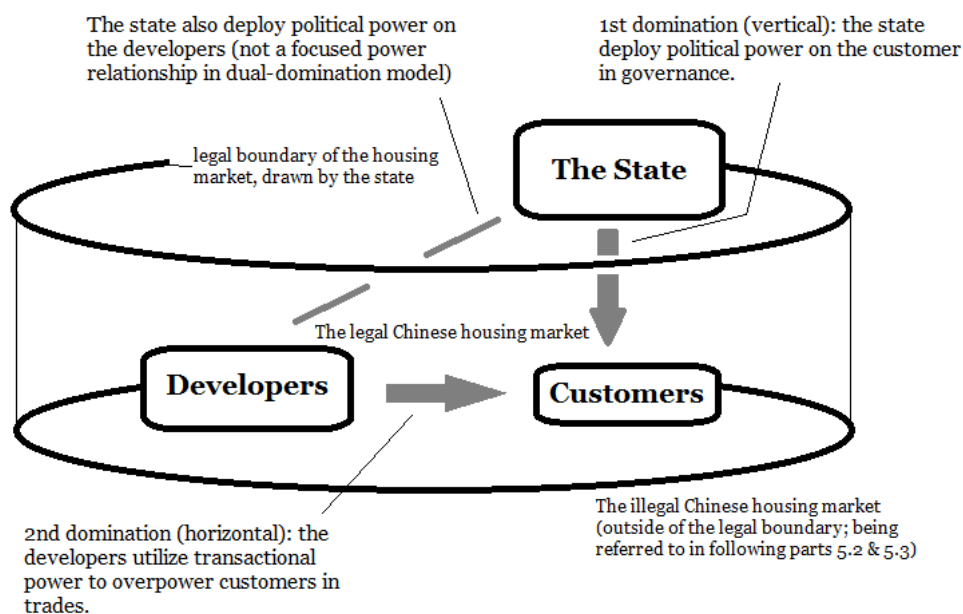 The state also deploy political power on
the developers (not a focused power
relationship in dual-domination model)
1st domination (vertical): the state
deploy political power on the customer
in governance.
legal boundary of the housing
market, drawn by the state
The State
The legal Chinese housing market
Developers
Customers
The illegal Chinese housing market
(outside of the legal boundary; being
referred to in following parts 5.2 & 5.3)
2nd domination (horizontal): the
developers utilize transactional
power to overpower customers in
trades.